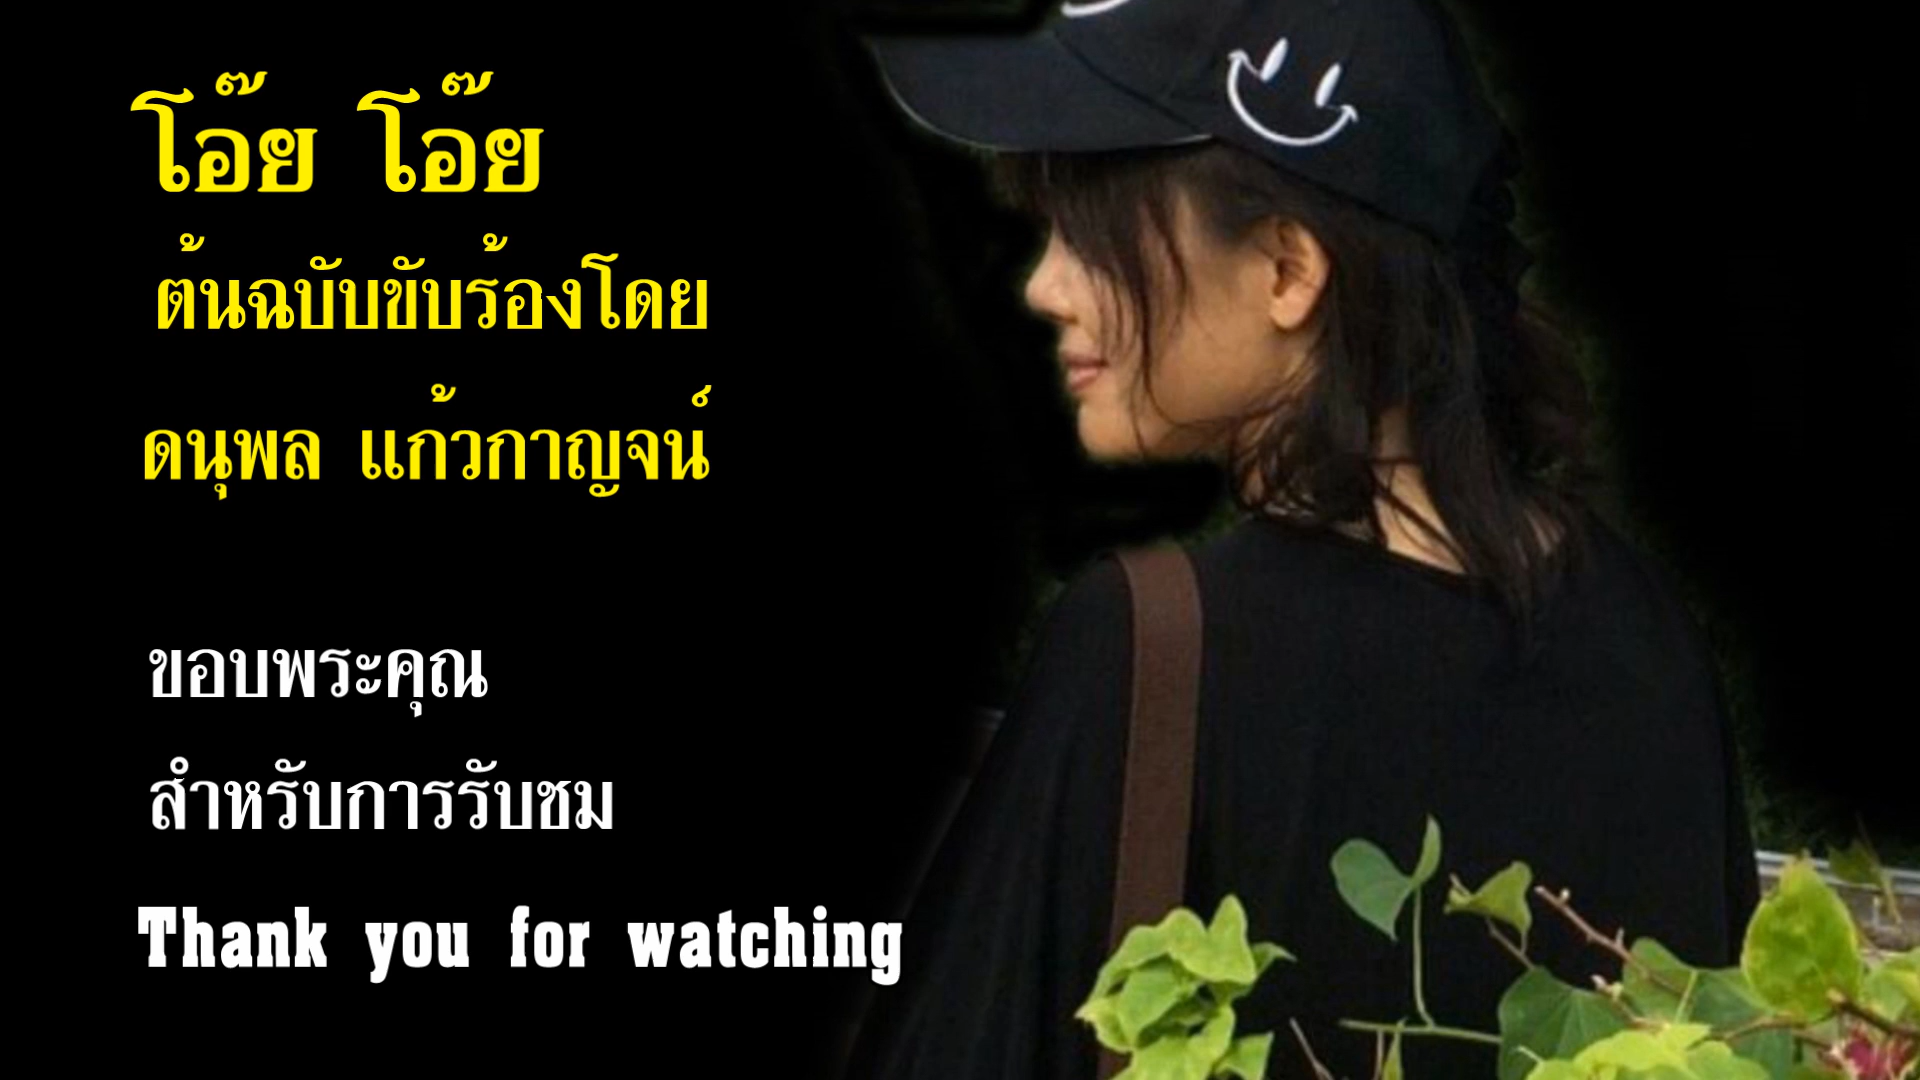 โอ๊ย โอ๊ย
ต้นฉบับขับร้องโดย
ดนุพล แก้วกาญจน์
ขอบพระคุณ
สำหรับการรับชม
Thank you for watching